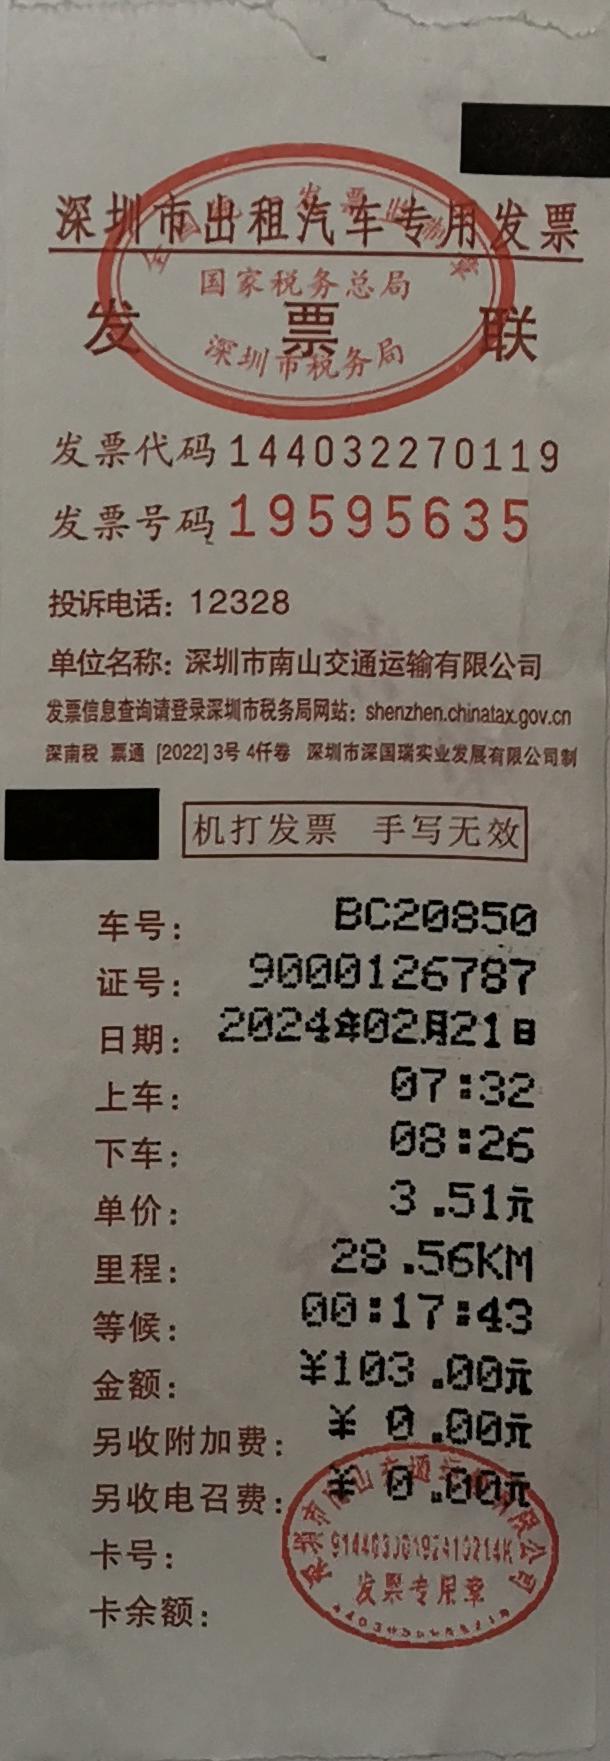 深圳市出租汽车专用发票
国家税务总局
发票联
深圳市税务局
发票代码 144032270119
发票号码 19595635
投诉电话: 12328
单位名称: 深圳市南山交通运输有限公司
发票信息查询请登录深圳市税务局网站: shenzhen.chinatax.gov.cn
深南税 票通 [2022] 3号 4仟卷 深圳市深国瑞实业发展有限公司制
机打发票 手写无效
车号: BC20850
证号: 9000126787
日期: 2024年02月21日
上车: 07:32
下车: 08:26
单价: 3.51元
里程: 28.56KM
等候: 00:17:43
金额: ¥103.00元
另收附加费: ¥ 0.00元
另收电召费: ¥ 0.00元
卡号:
卡余额:
深圳市南山交通运输有限公司
发票专用章